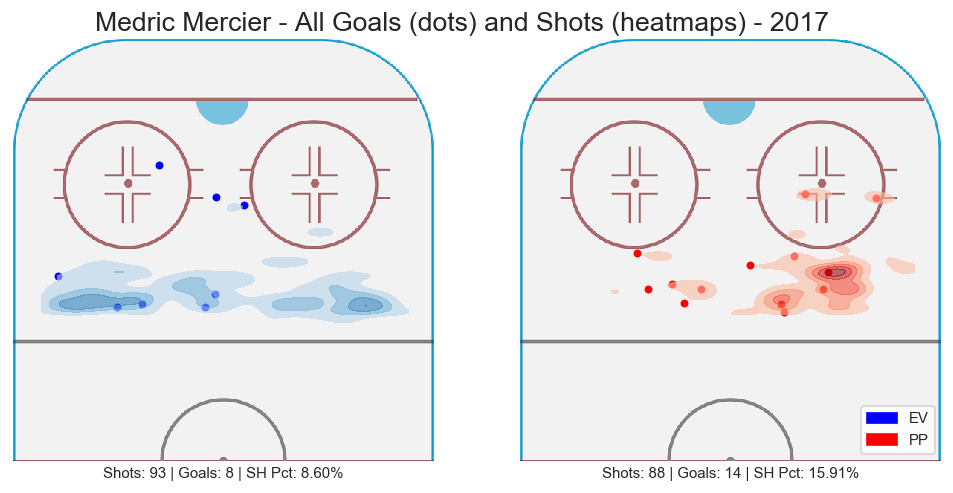 Medric Mercier - All Goals (dots) and Shots (heatmaps) - 2017
EV
PP
Shots: 93 | Goals: 8 | SH Pct: 8.60%
Shots: 88 | Goals: 14 | SH Pct: 15.91%